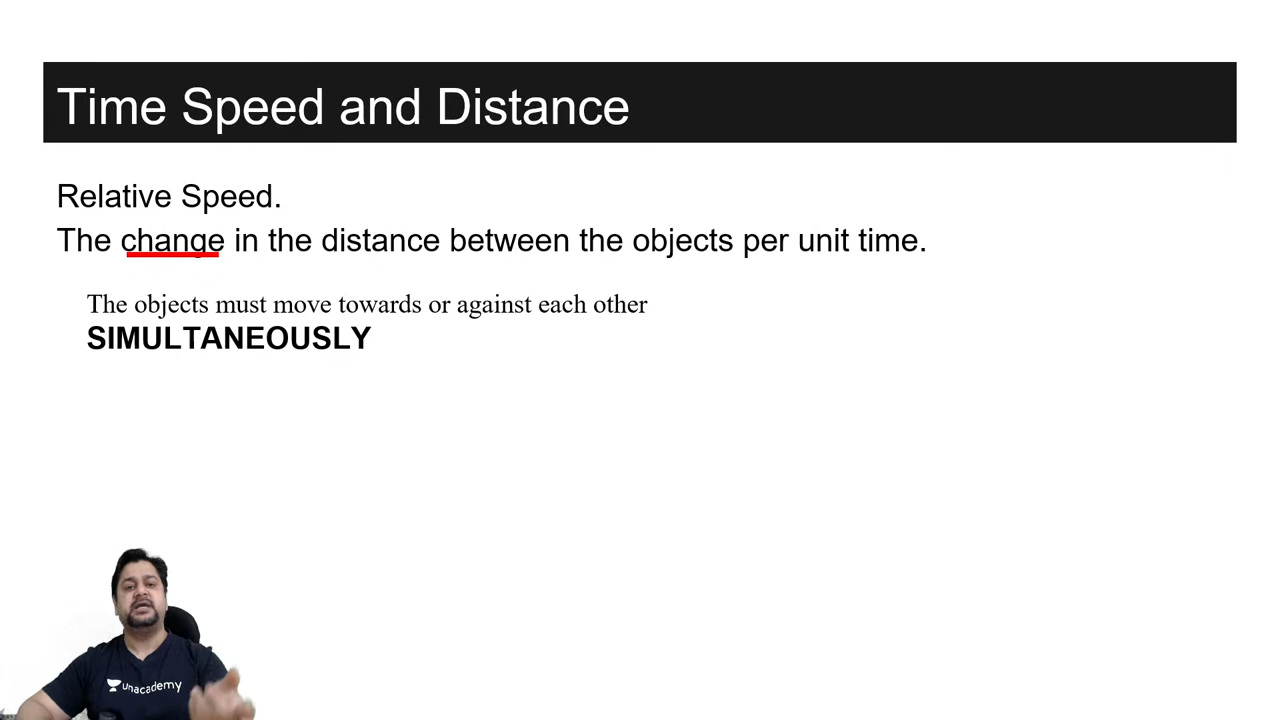 Time Speed and Distance
Relative Speed.
The change in the distance between the objects per unit time.
The objects must move towards or against each other
SIMULTANEOUSLY
unacademy